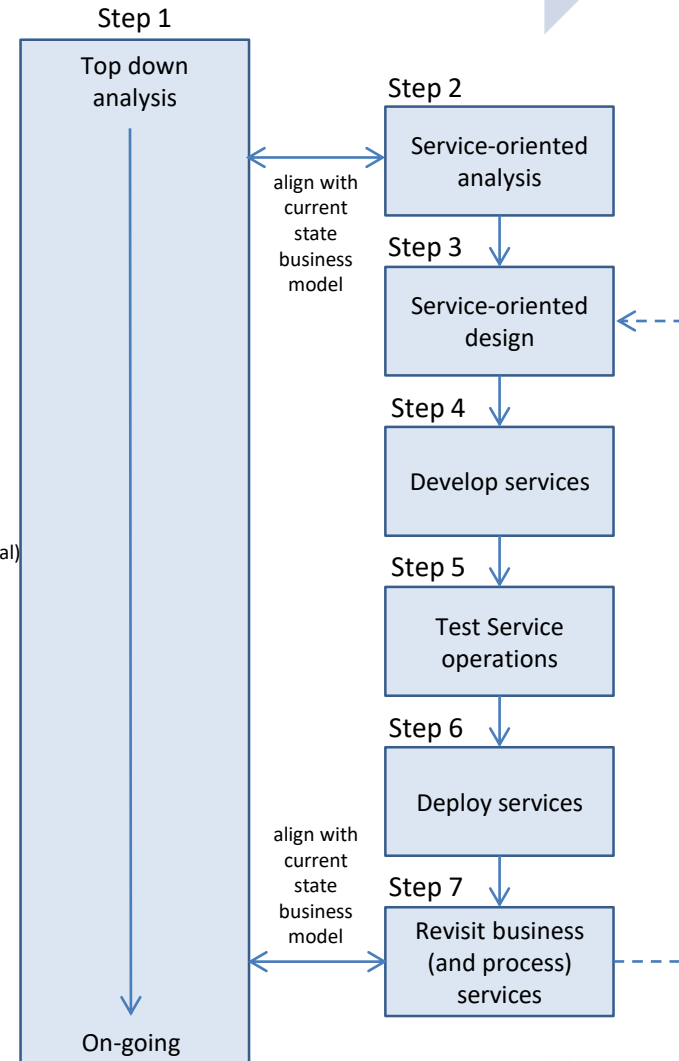 Step 1
Top down
analysis
Step 2
Service-oriented
analysis
align with
current
state
business
model
Step 3
Service-oriented
design
Step 4
Develop services
al)
Step 5
Test Service
operations
Step 6
Deploy services
align with
current
state
business
model
Step 7
Revisit business
(and process)
services
On-going